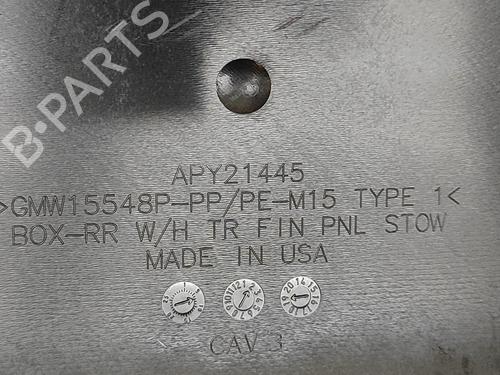 B-PARTS
APY21445
>GMW15548P-PP/PE-M15 TYPE 1<
BOX-RR W/H TR FIN PNL STOW
MADE IN USA
CAV 3